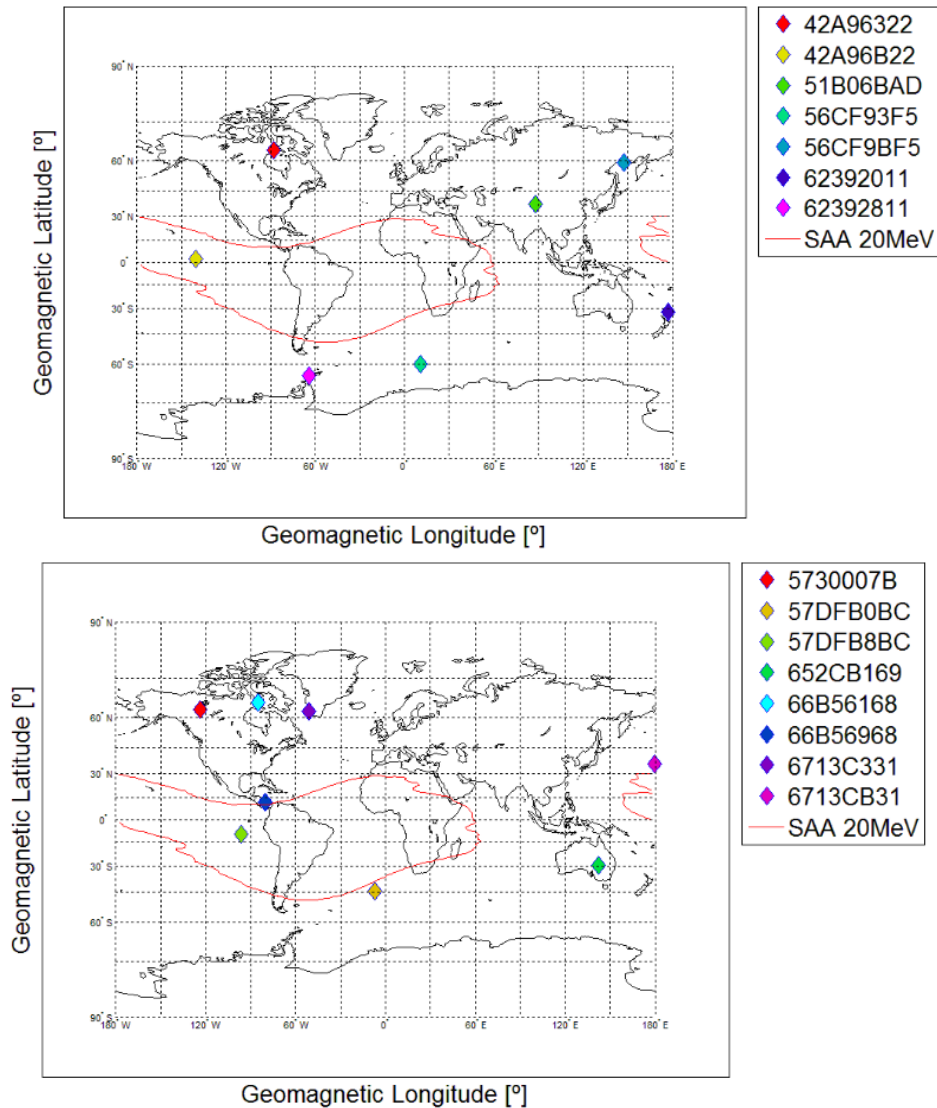 42A96322
42A96B22
51B06BAD
56CF93F5
56CF9BF5
62392011
62392811
SAA 20MeV
Geomagnetic Latitude [º]
90° N
60° N
30° N
0°
30° S
60° S
90° S
180° W
120° W
60° W
0°
60° E
120° E
180° E
Geomagnetic Longitude [º]
5730007B
57DFB0BC
57DFB8BC
652CB169
66B56168
66B56968
6713C331
6713CB31
SAA 20MeV
Geomagnetic Latitude [º]
90° N
60° N
30° N
0°
30° S
60° S
90° S
180° W
120° W
60° W
0°
60° E
120° E
180° E
Geomagnetic Longitude [º]